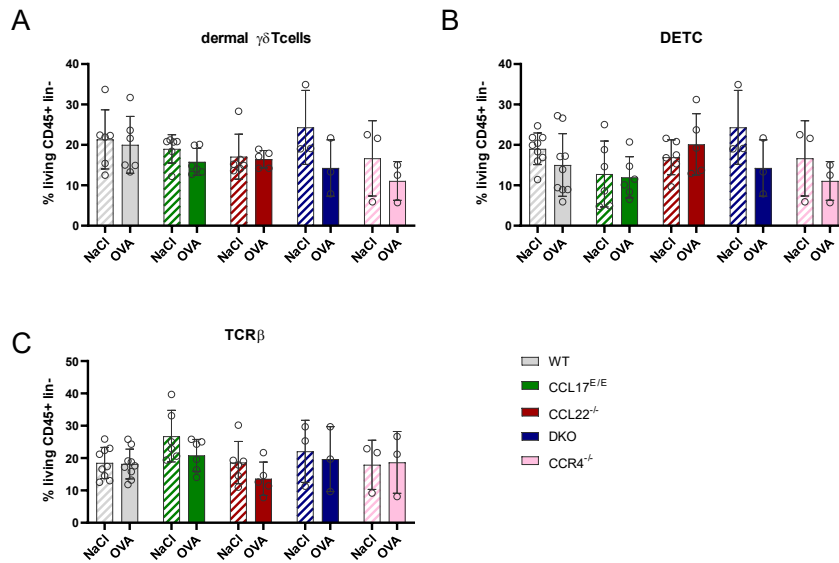 A
dermal γδTcells
% living CD45+ lin-
40
30
20
10
0
NaCl OVA NaCl OVA NaCl OVA NaCl OVA NaCl OVA
B
DETC
% living CD45+ lin-
40
30
20
10
0
NaCl OVA NaCl OVA NaCl OVA NaCl OVA NaCl OVA
C
TCRβ
% living CD45+ lin-
50
40
30
20
10
0
NaCl OVA NaCl OVA NaCl OVA NaCl OVA NaCl OVA
WT
CCL17E/E
CCL22-/-
DKO
CCR4-/-